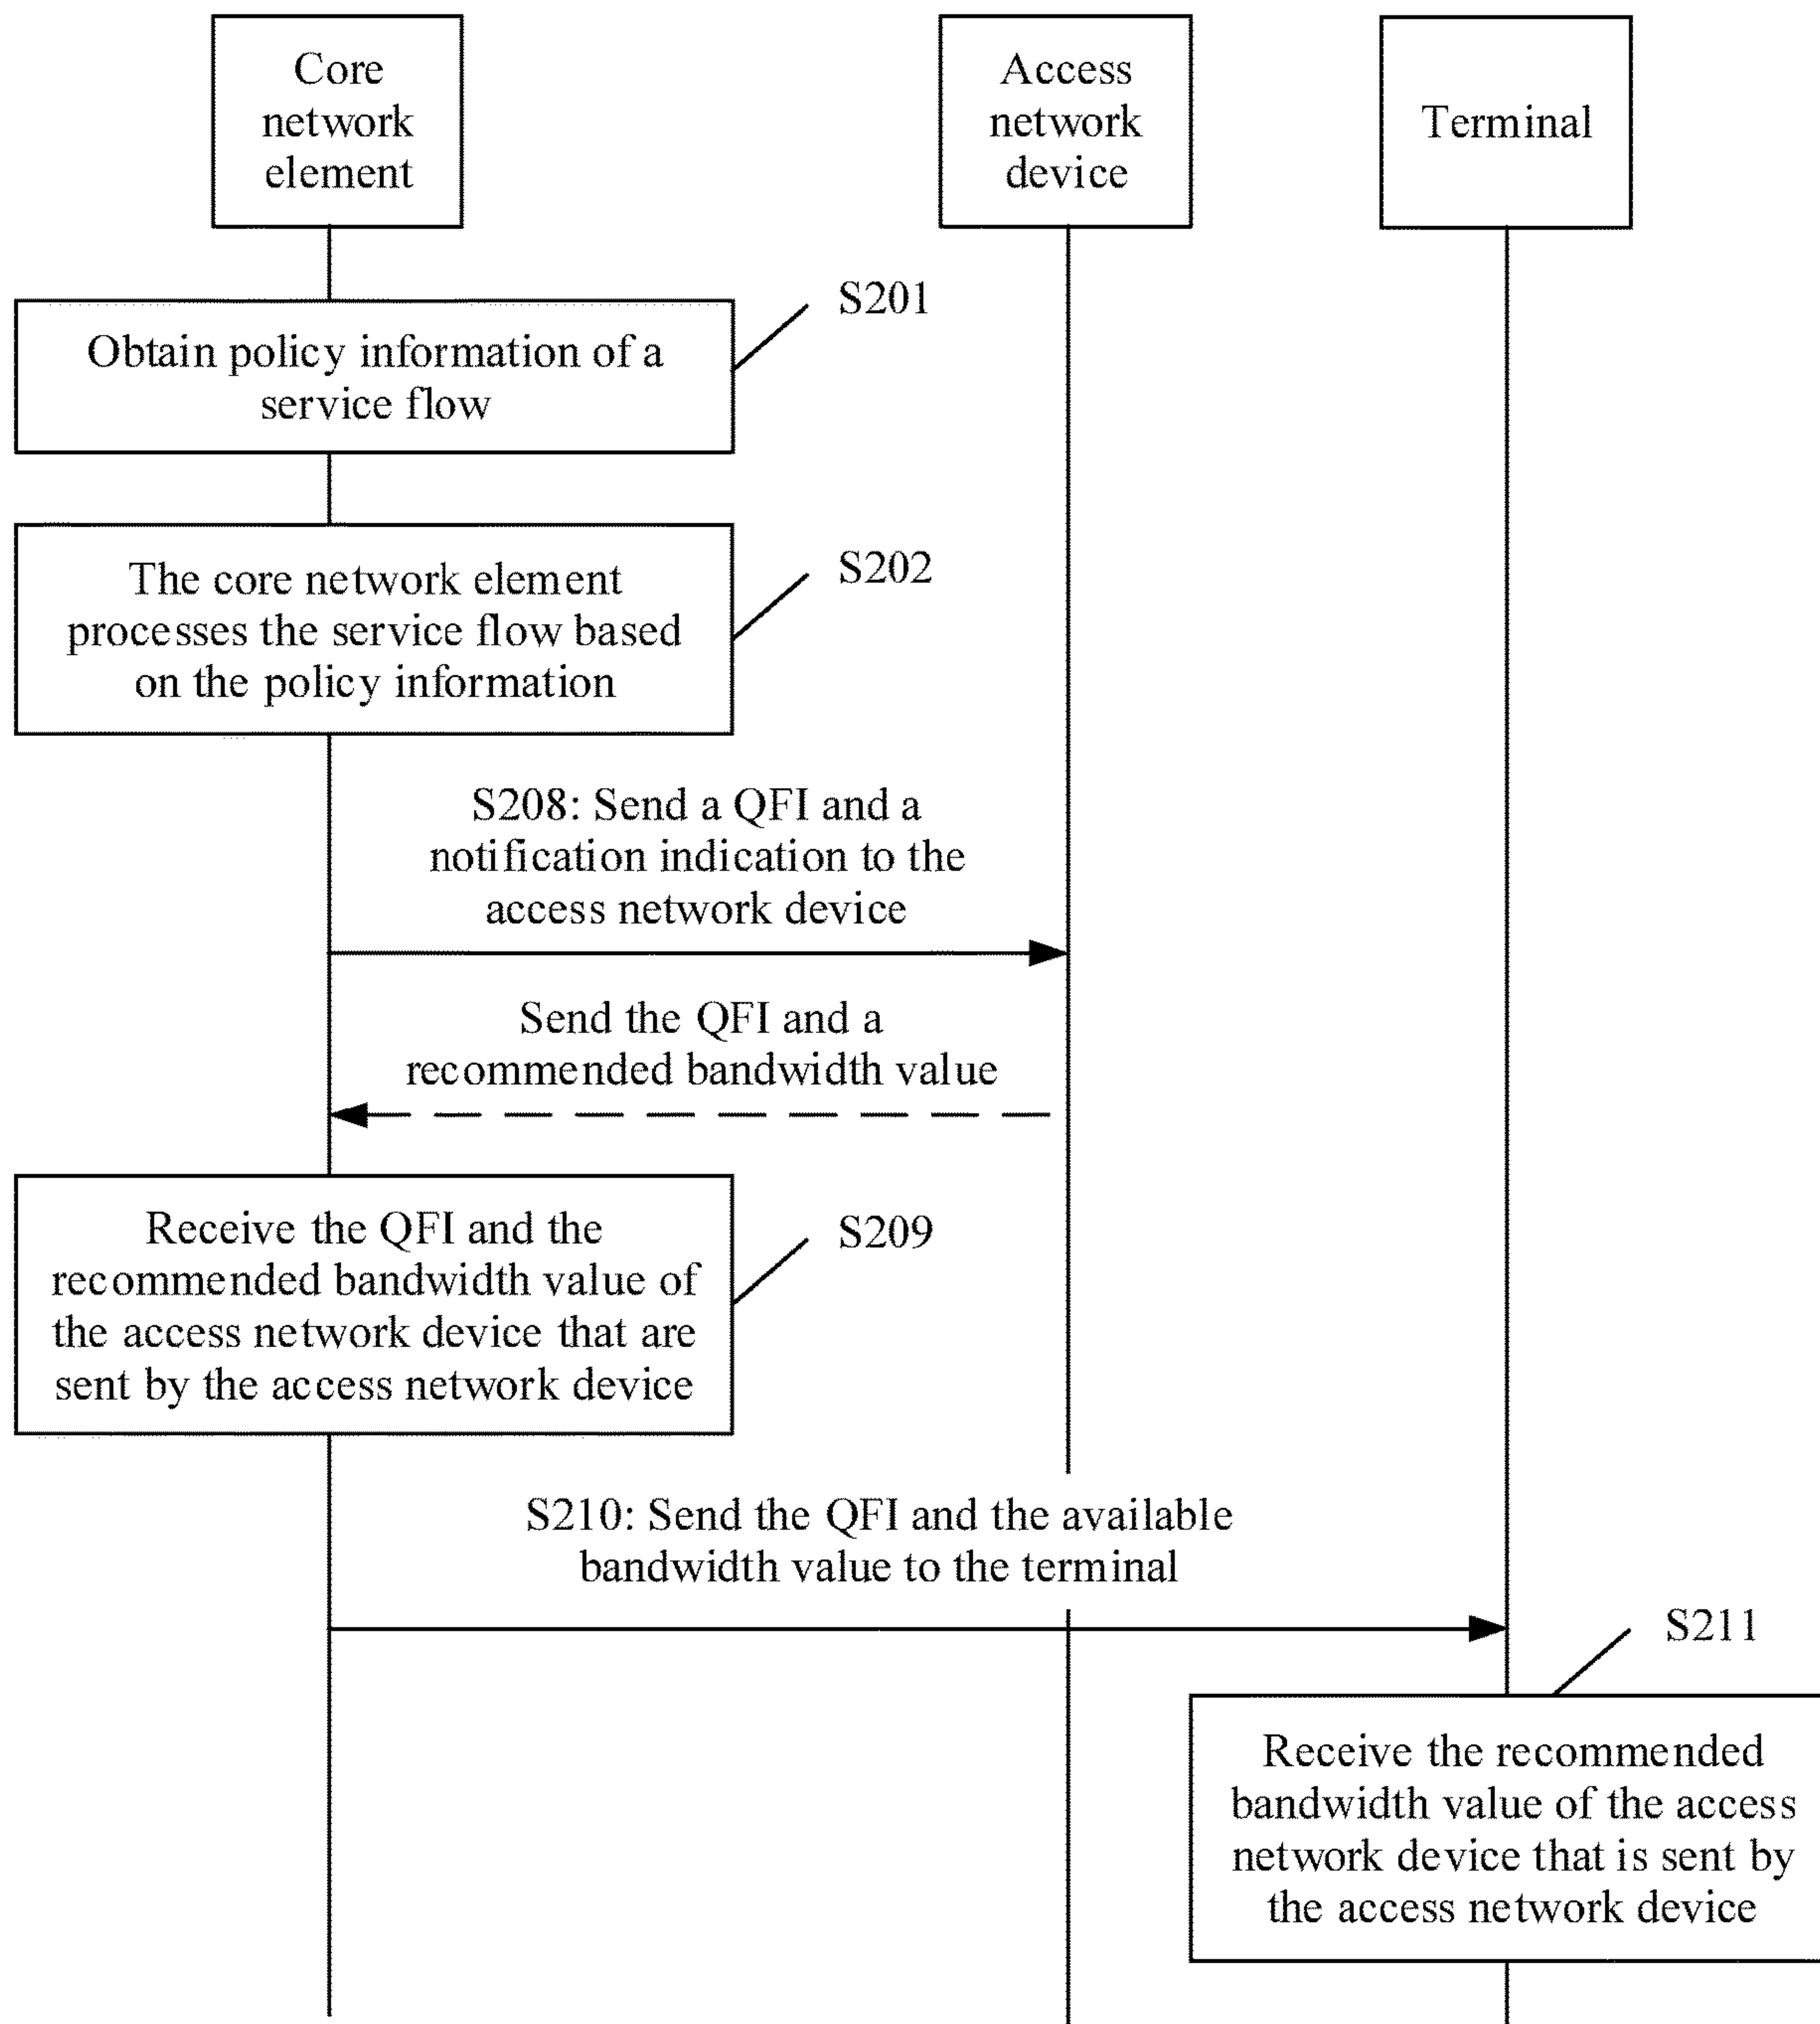 Core
network
element
Access
network
device
Terminal
S201
Obtain policy information of a
service flow
S202
The core network element
processes the service flow based
on the policy information
S208: Send a QFI and a
notification indication to the
access network device
Send the QFI and a
recommended bandwidth value
S209
Receive the QFI and the
recommended bandwidth value of
the access network device that are
sent by the access network device
S210: Send the QFI and the available
bandwidth value to the terminal
S211
Receive the recommended
bandwidth value of the access
network device that is sent by
the access network device